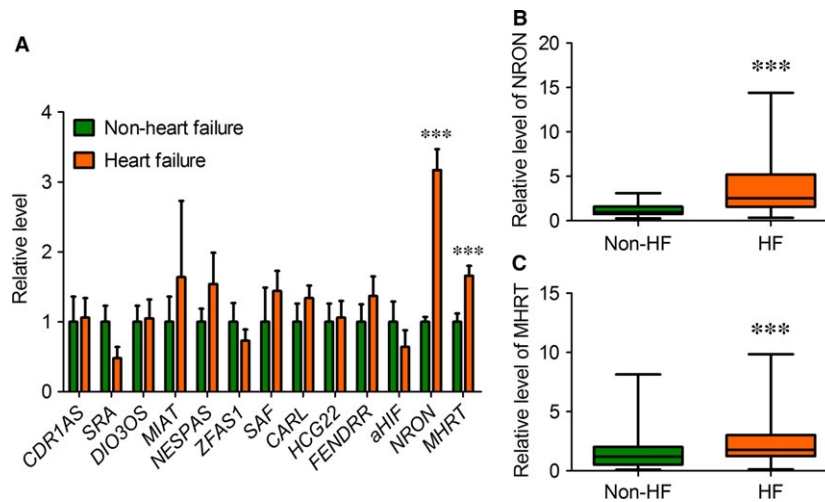 A
Relative level
4
3
2
1
0
Non-heart failure
Heart failure
***
***
CDR1AS
SRA
DIO3OS
MIAT
NESPAS
ZFAS1
SAF
CARL
HCG22
FENDRR
aHIF
NRON
MHRT
B
Relative level of NRON
20
15
10
5
0
***
Non-HF
HF
C
Relative level of MHRT
15
10
5
0
***
Non-HF
HF